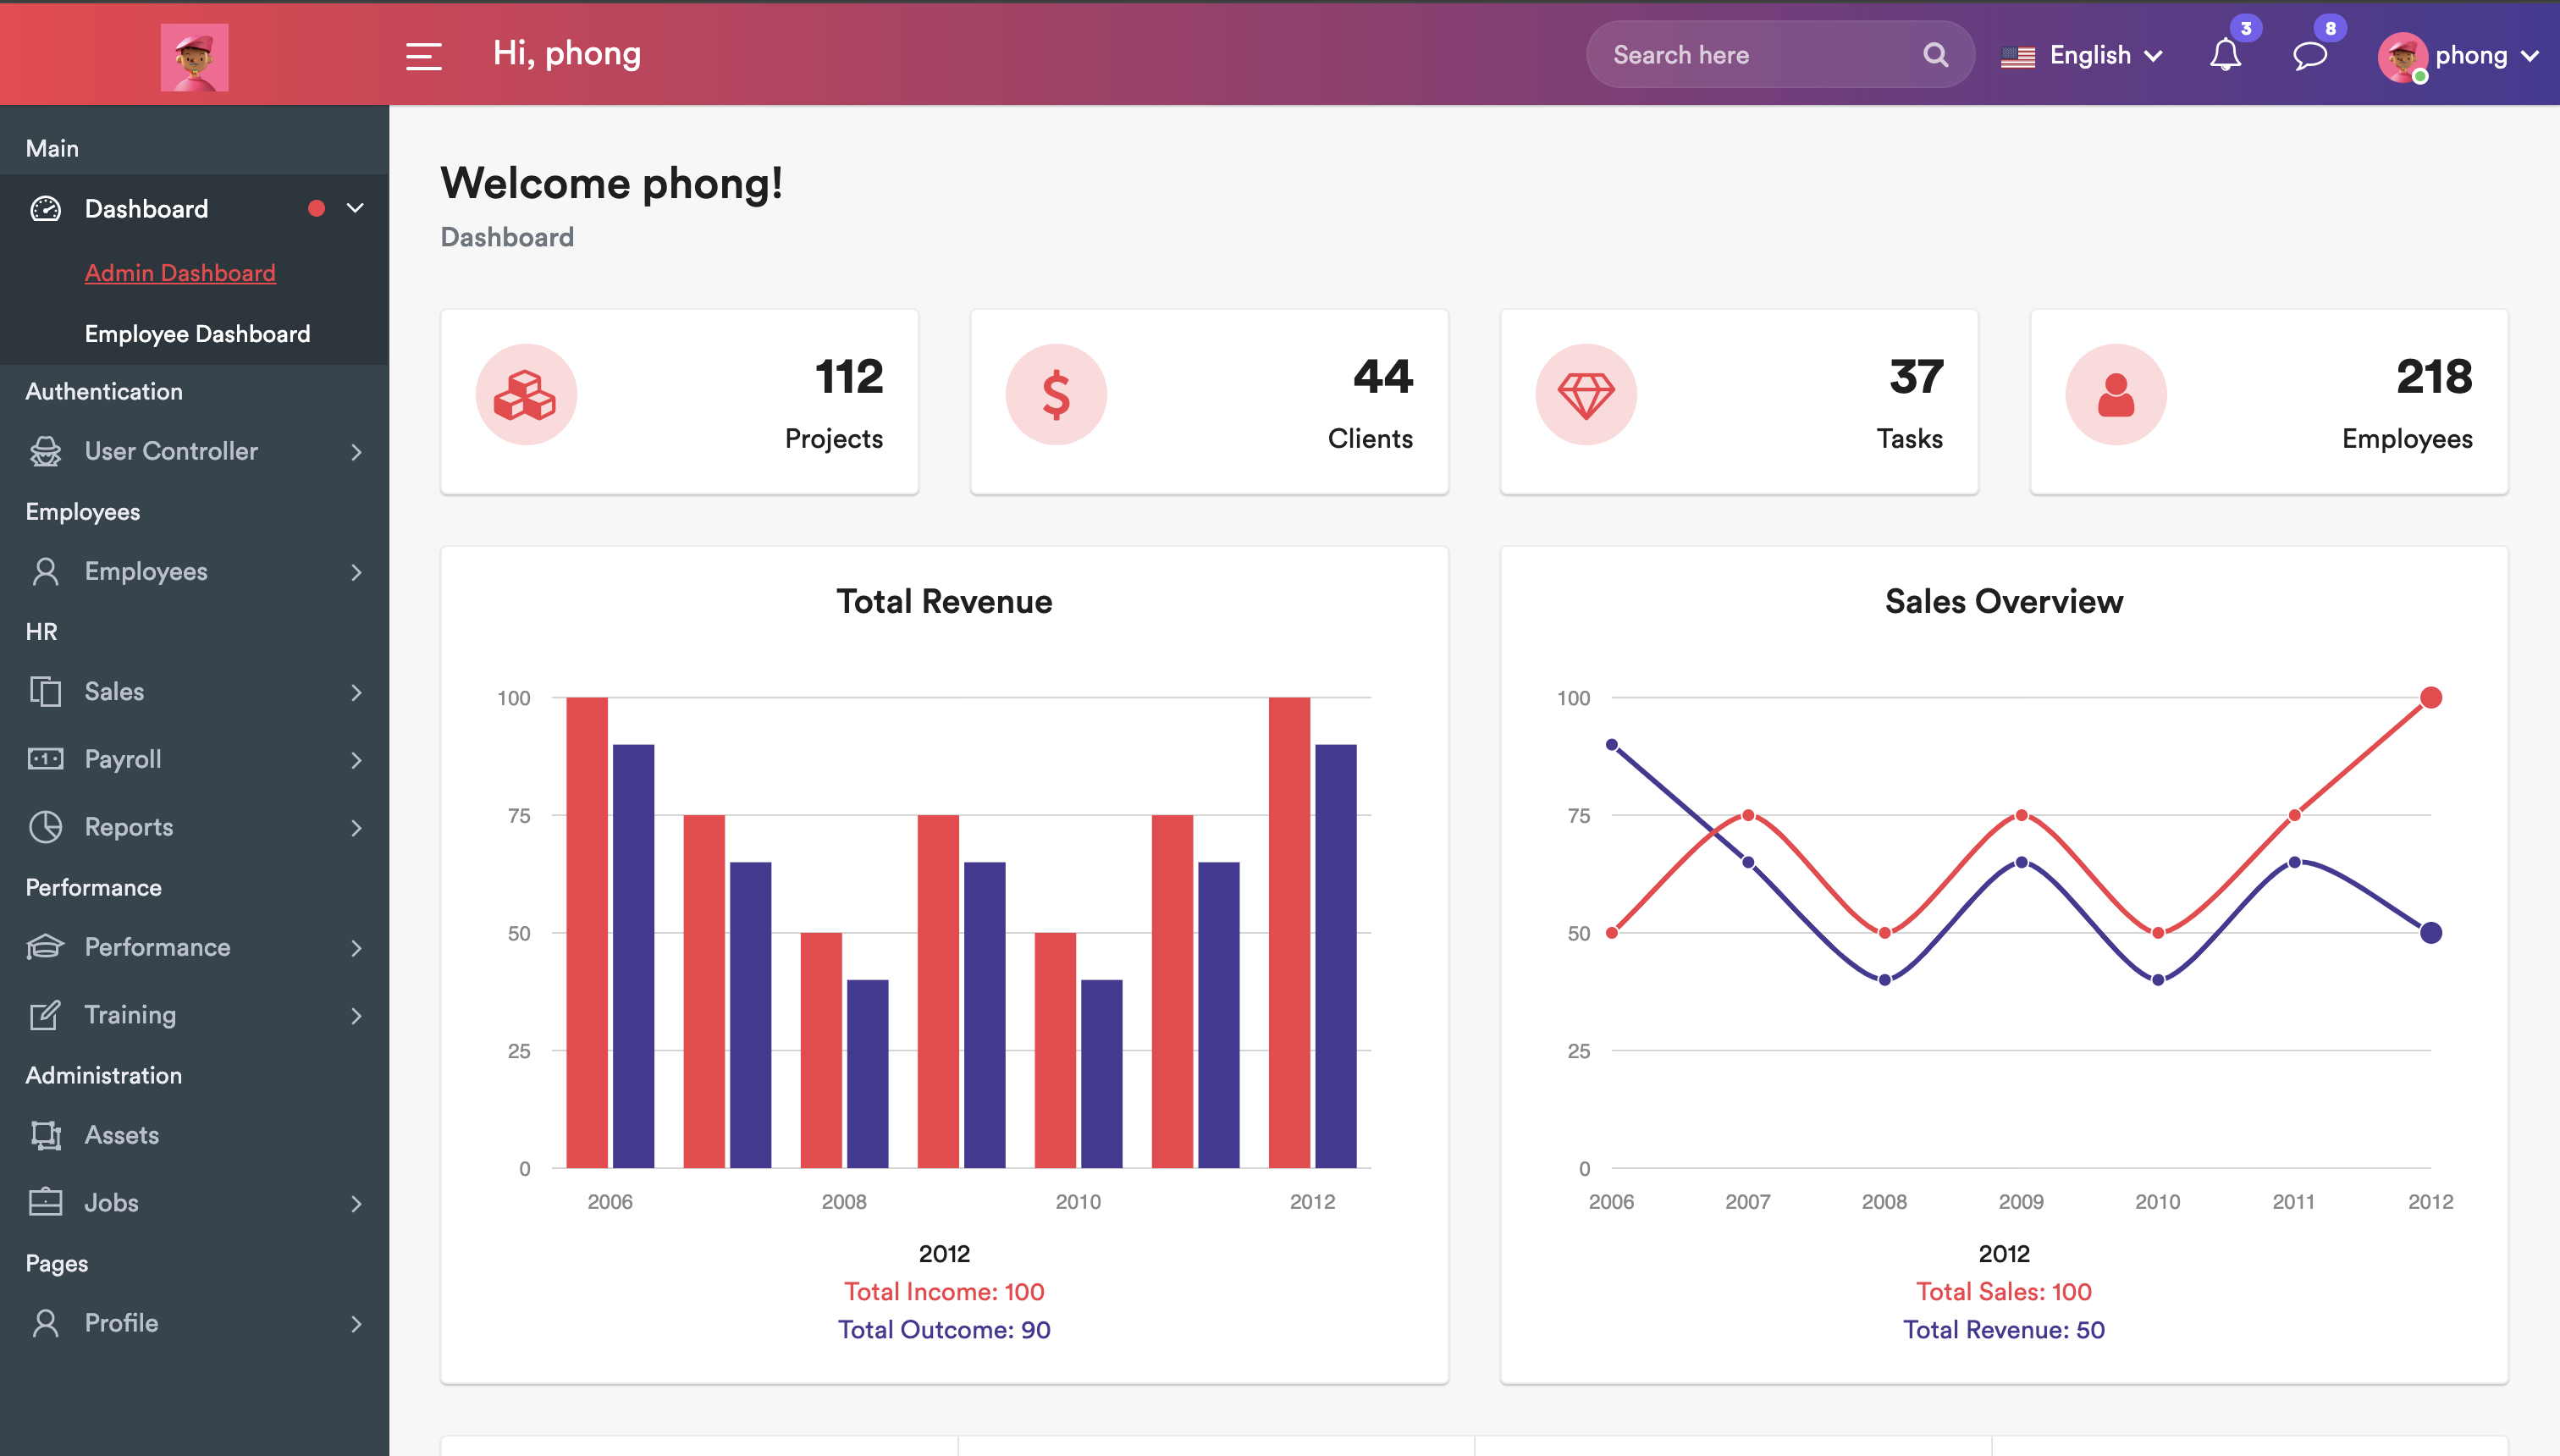 Hi, phong
Search here
English
3
8
phong
Main
Dashboard
Admin Dashboard
Employee Dashboard
Authentication
User Controller
Employees
Employees
HR
Sales
Payroll
Reports
Performance
Performance
Training
Administration
Assets
Jobs
Pages
Profile
Welcome phong!
Dashboard
112
Projects
44
Clients
37
Tasks
218
Employees
Total Revenue
100
75
50
25
0
2006 2008 2010 2012
2012
Total Income: 100
Total Outcome: 90
Sales Overview
100
75
50
25
0
2006 2007 2008 2009 2010 2011 2012
2012
Total Sales: 100
Total Revenue: 50